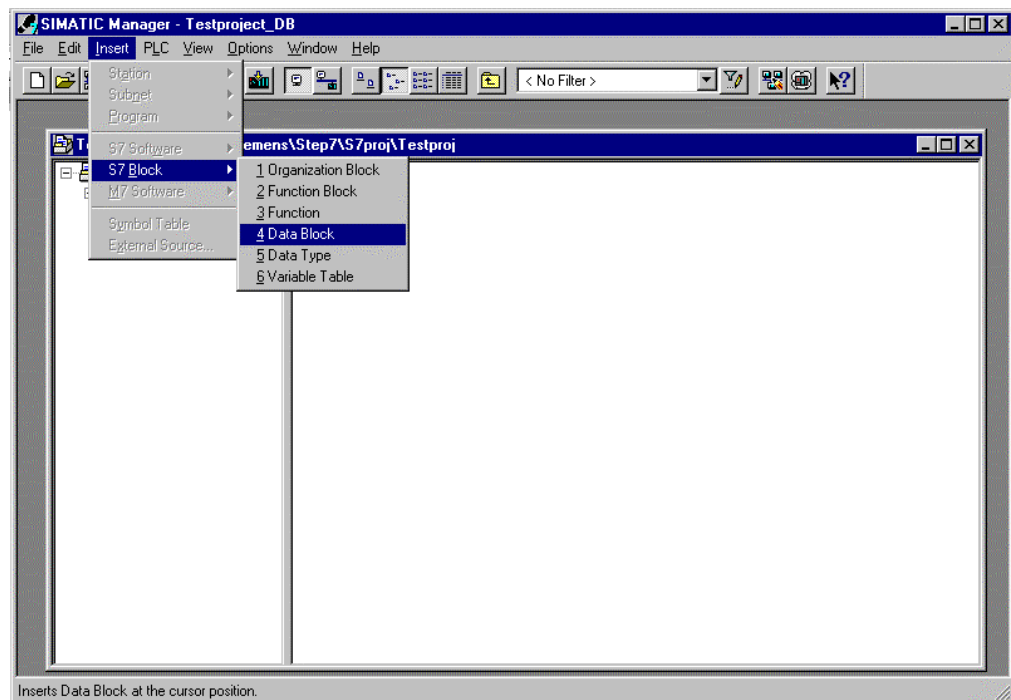 SIMATIC Manager - Testproject_DB
File Edit Insert PLC View Options Window Help
< No Filter >
Station
Subnet
Program
S7 Software
S7 Block
M7 Software
Symbol Table
External Source...
emens\Step7\S7proj\Testproj
1 Organization Block
2 Function Block
3 Function
4 Data Block
5 Data Type
6 Variable Table
Inserts Data Block at the cursor position.